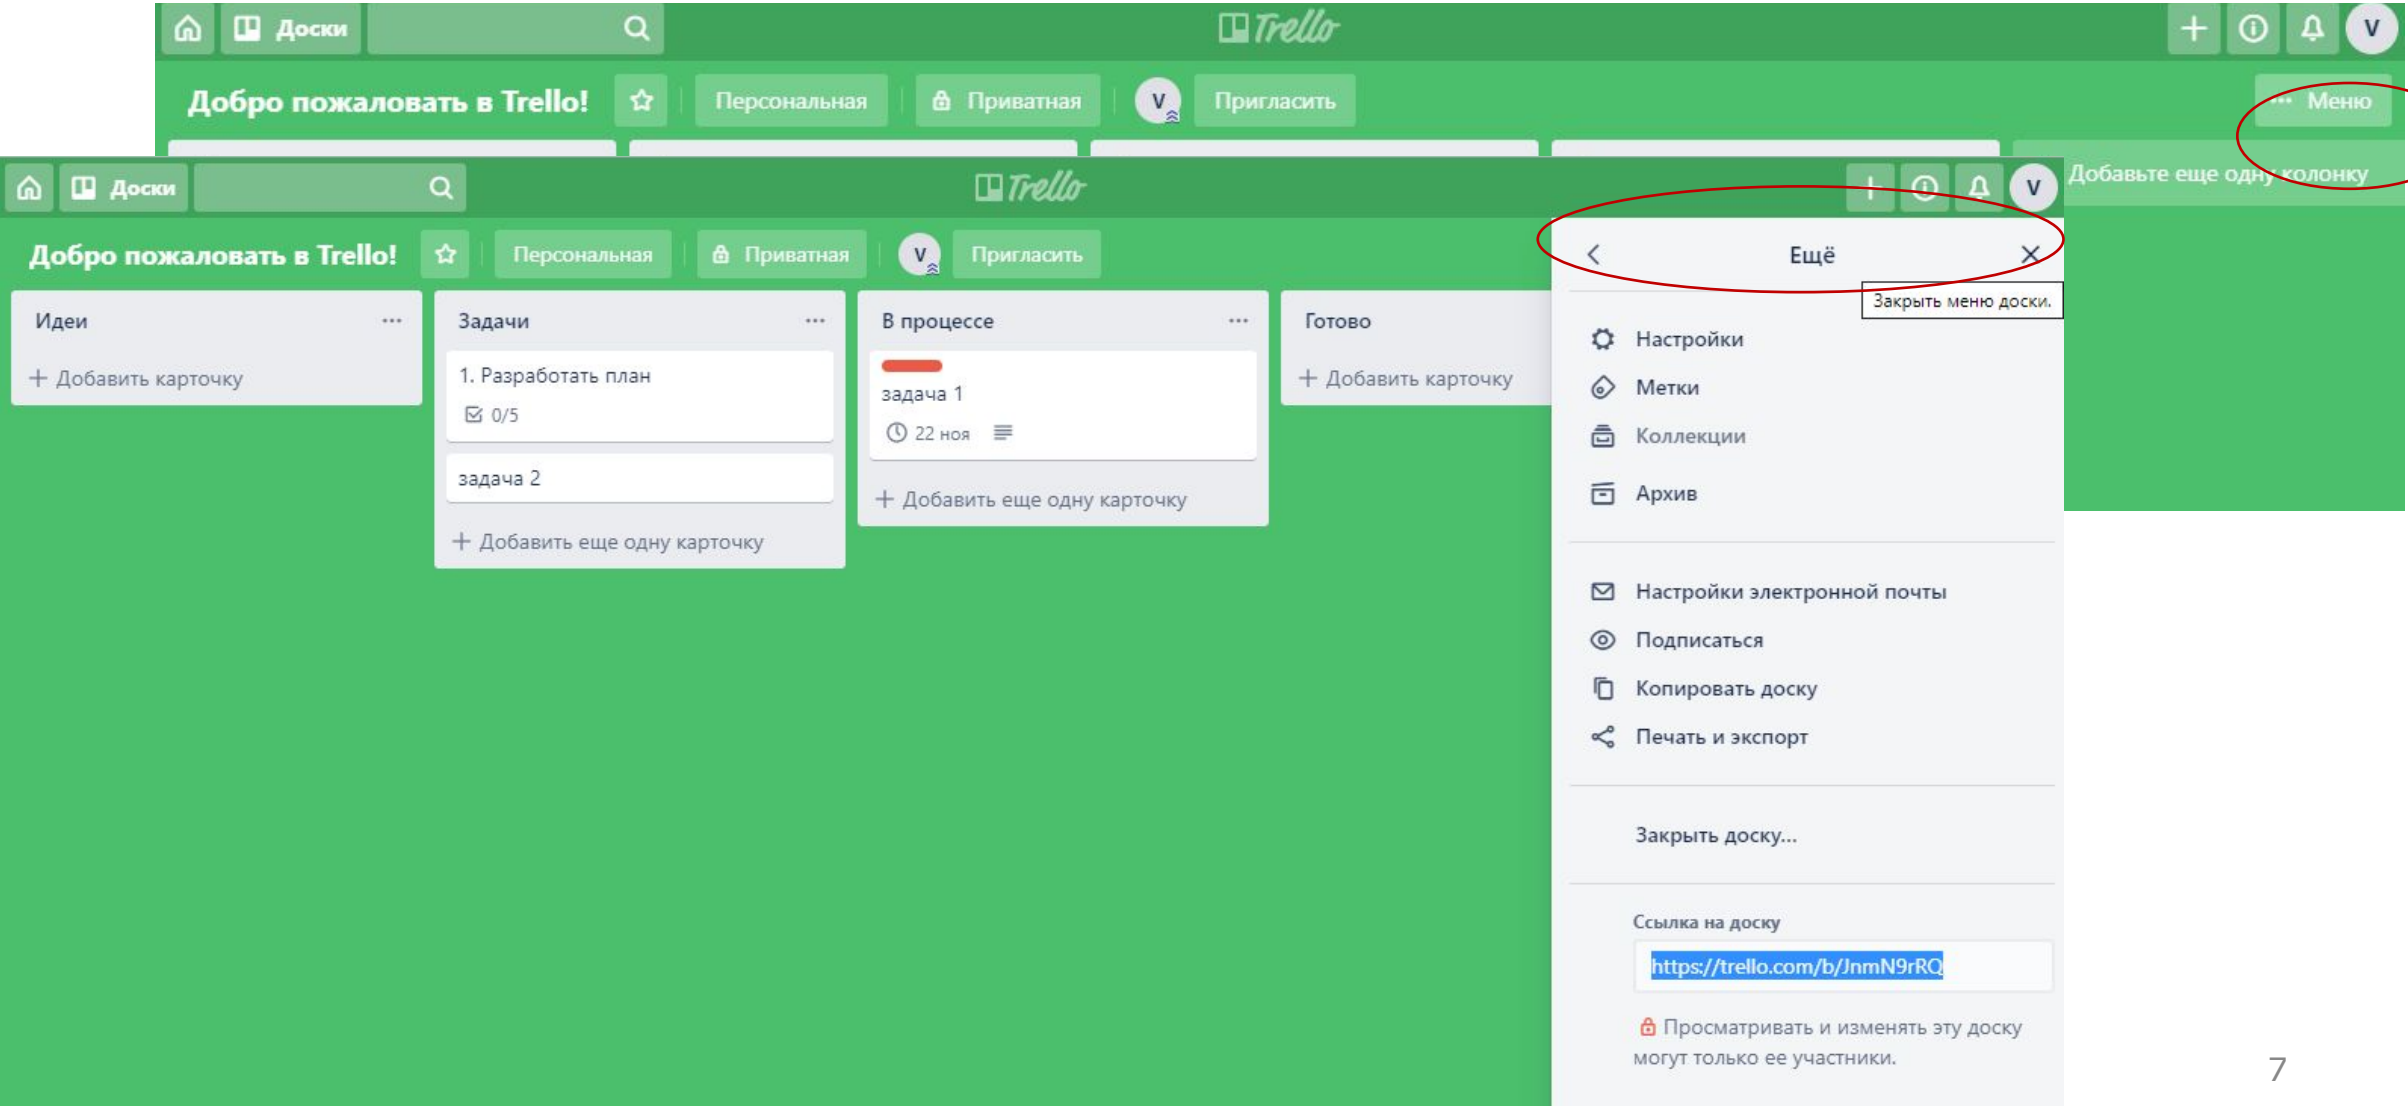 Доски
Trello
V
Добро пожаловать в Trello!
Персональная
Приватная
V
Пригласить
... Меню
Добавьте еще одну колонку
Доски
Trello
V
Добро пожаловать в Trello!
Персональная
Приватная
V
Пригласить
Ещё
Закрыть меню доски.
Идеи
+ Добавить карточку
Задачи
1. Разработать план
0/5
задача 2
+ Добавить еще одну карточку
В процессе
задача 1
22 ноя
+ Добавить еще одну карточку
Готово
+ Добавить карточку
Настройки
Метки
Коллекции
Архив
Настройки электронной почты
Подписаться
Копировать доску
Печать и экспорт
Закрыть доску...
Ссылка на доску
https://trello.com/b/JnmN9rRQ
Просматривать и изменять эту доску
могут только ее участники.
7